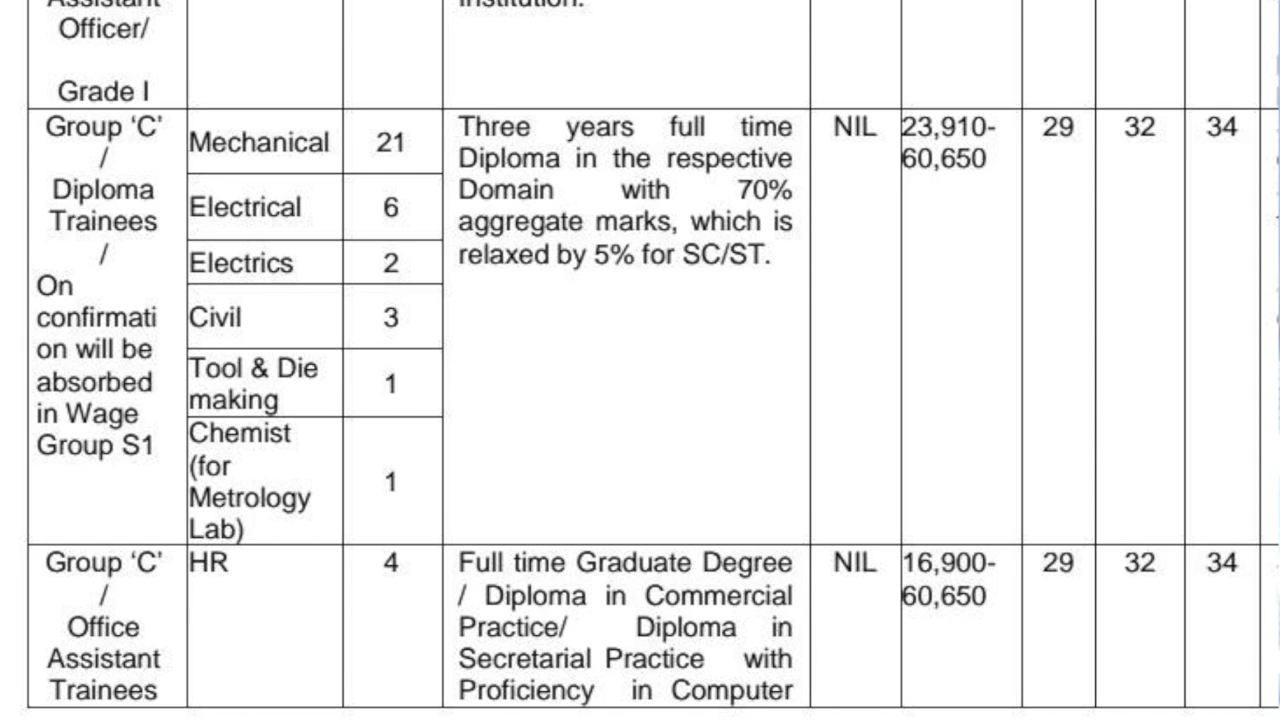 Assistant
Officer/
Grade I
Institution.
Group ‘C’
/
Diploma
Trainees
/
On
confirmati
on will be
absorbed
in Wage
Group S1
Mechanical
21
Electrical
6
Electrics
2
Civil
3
Tool & Die
making
1
Chemist
(for
Metrology
Lab)
1
Three years full time
Diploma in the respective
Domain with 70%
aggregate marks, which is
relaxed by 5% for SC/ST.
NIL
23,910-
60,650
29
32
34
Group ‘C’
/
Office
Assistant
Trainees
HR
4
Full time Graduate Degree
/ Diploma in Commercial
Practice/ Diploma in
Secretarial Practice with
Proficiency in Computer
NIL
16,900-
60,650
29
32
34